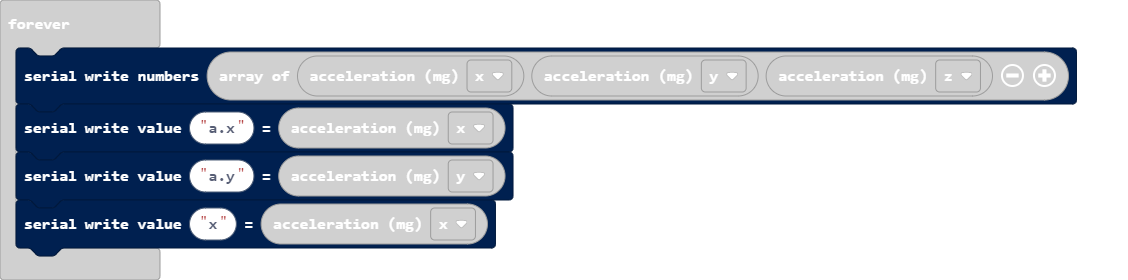 forever
serial write numbers array of acceleration (mg) x acceleration (mg) y acceleration (mg) z
serial write value "a.x" = acceleration (mg) x
serial write value "a.y" = acceleration (mg) y
serial write value "x" = acceleration (mg) x